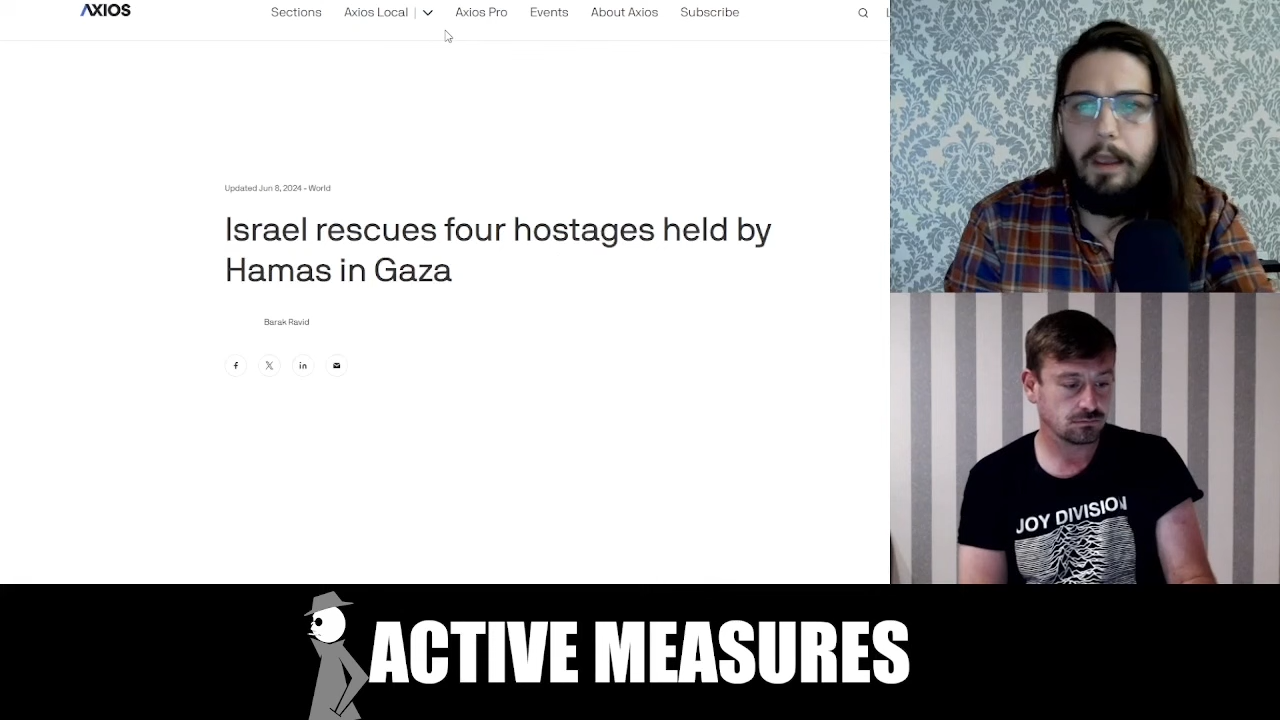 AXIOS
Sections Axios Local Axios Pro Events About Axios Subscribe
Updated Jun 8, 2024 - World
Israel rescues four hostages held by
Hamas in Gaza
Barak Ravid
JOY DIVISION
ACTIVE MEASURES